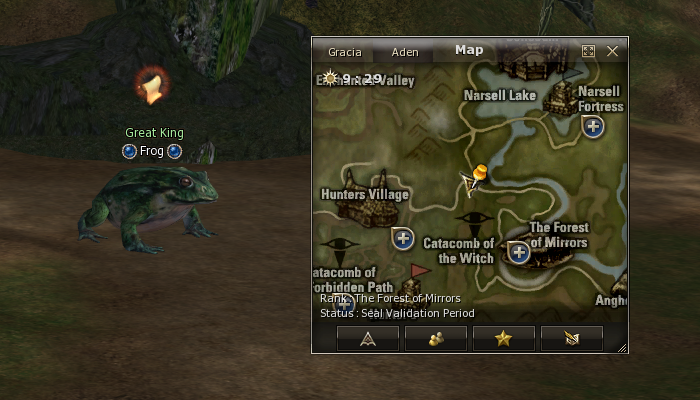 Great King
Frog
Gracia
Aden
Map
9 : 29
Enchanted Valley
Narsell Lake
Narsell
Fortress
Hunters Village
The Forest
of Mirrors
Catacomb of
the Witch
atacomb of
orbidden Path
Rank : The Forest of Mirrors
Status : Seal Validation Period
Angh